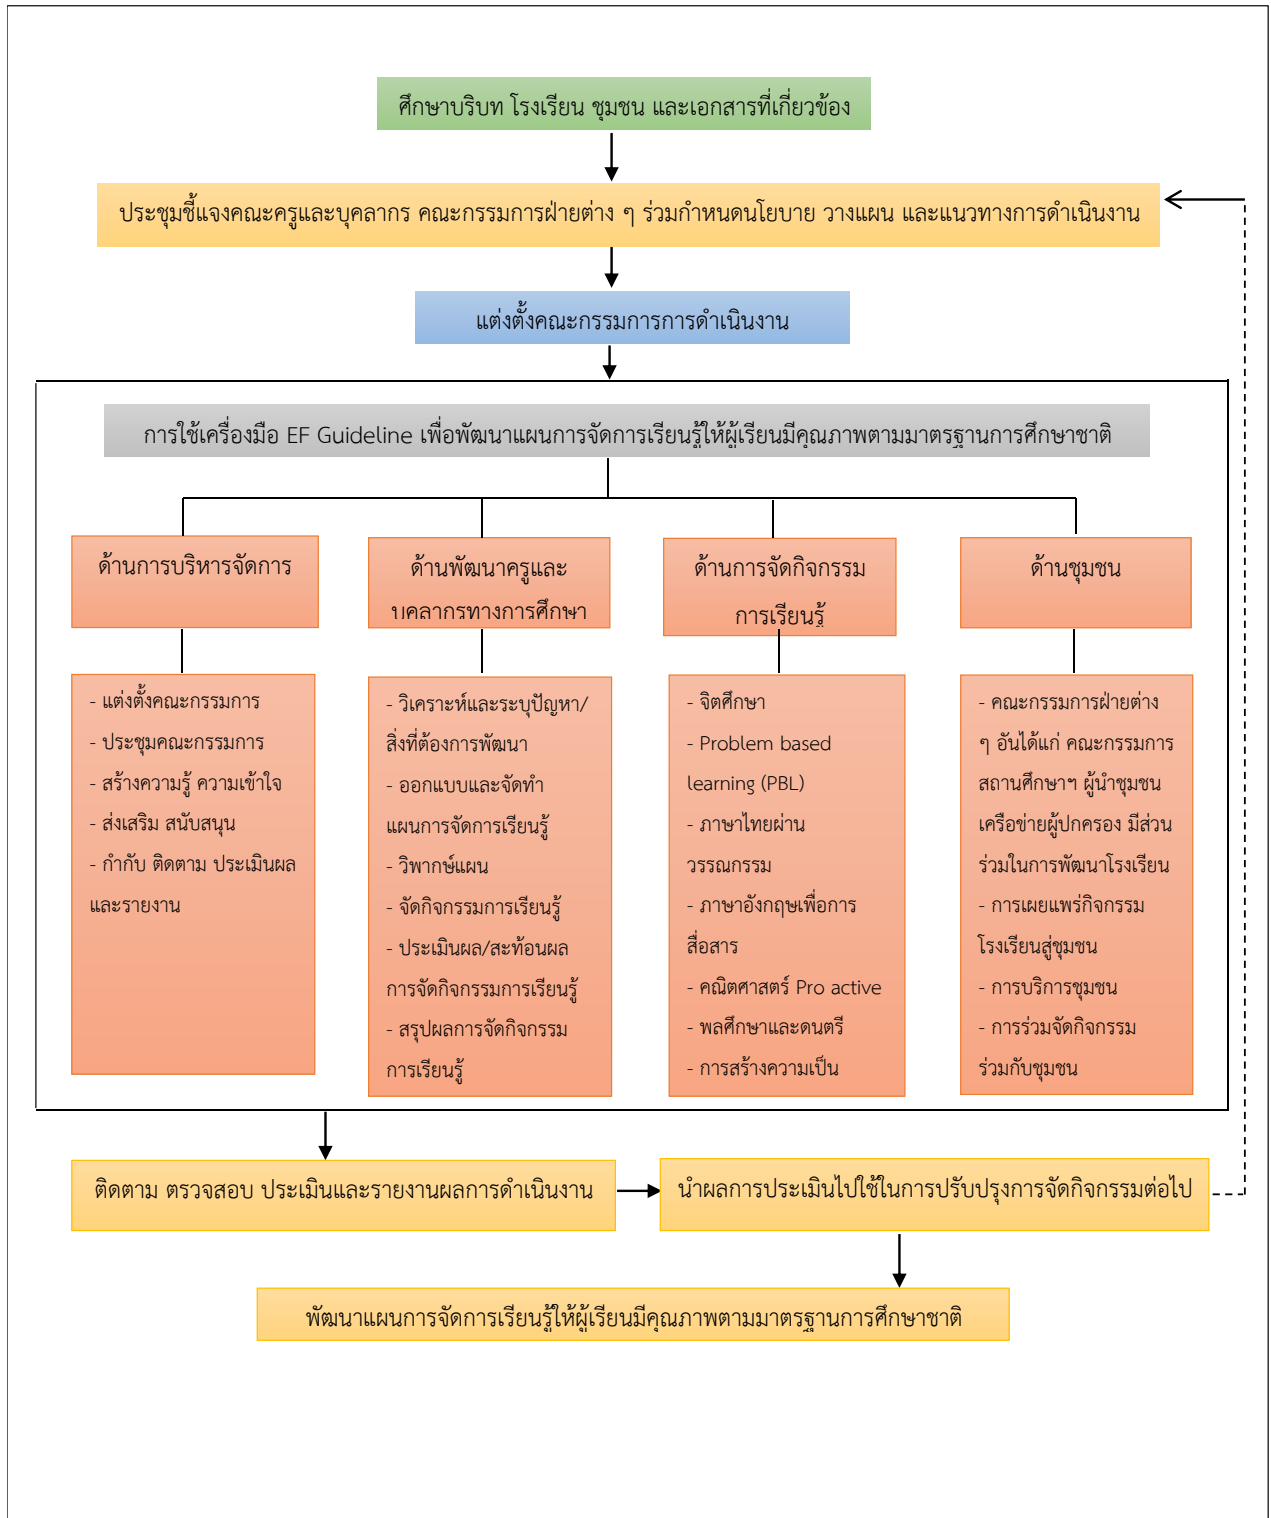 ศึกษาบริบท โรงเรียน ชุมชน และเอกสารที่เกี่ยวข้อง
ประชุมชี้แจงคณะครูและบุคลากร คณะกรรมการฝ่ายต่าง ๆ ร่วมกำหนดนโยบาย วางแผน และแนวทางการดำเนินงาน
แต่งตั้งคณะกรรมการการดำเนินงาน
การใช้เครื่องมือ EF Guideline เพื่อพัฒนาแผนการจัดการเรียนรู้ให้ผู้เรียนมีคุณภาพตามมาตรฐานการศึกษาชาติ
ด้านการบริหารจัดการ
- แต่งตั้งคณะกรรมการ
- ประชุมคณะกรรมการ
- สร้างความรู้ ความเข้าใจ
- ส่งเสริม สนับสนุน
- กำกับ ติดตาม ประเมินผล
และรายงาน
ด้านพัฒนาครูและ
บุคลากรทางการศึกษา
- วิเคราะห์และระบุปัญหา/
สิ่งที่ต้องการพัฒนา
- ออกแบบและจัดทำ
แผนการจัดการเรียนรู้
- วิพากษ์แผน
- จัดกิจกรรมการเรียนรู้
- ประเมินผล/สะท้อนผล
การจัดกิจกรรมการเรียนรู้
- สรุปผลการจัดกิจกรรม
การเรียนรู้
ด้านการจัดกิจกรรม
การเรียนรู้
- จิตศึกษา
- Problem based
learning (PBL)
- ภาษาไทยผ่าน
วรรณกรรม
- ภาษาอังกฤษเพื่อการ
สื่อสาร
- คณิตศาสตร์ Pro active
- พลศึกษาและดนตรี
- การสร้างความเป็น
ด้านชุมชน
- คณะกรรมการฝ่ายต่าง
ๆ อันได้แก่ คณะกรรมการ
สถานศึกษาฯ ผู้นำชุมชน
เครือข่ายผู้ปกครอง มีส่วน
ร่วมในการพัฒนาโรงเรียน
- การเผยแพร่กิจกรรม
โรงเรียนสู่ชุมชน
- การบริการชุมชน
- การร่วมจัดกิจกรรม
ร่วมกับชุมชน
ติดตาม ตรวจสอบ ประเมินและรายงานผลการดำเนินงาน
นำผลการประเมินไปใช้ในการปรับปรุงการจัดกิจกรรมต่อไป
พัฒนาแผนการจัดการเรียนรู้ให้ผู้เรียนมีคุณภาพตามมาตรฐานการศึกษาชาติ